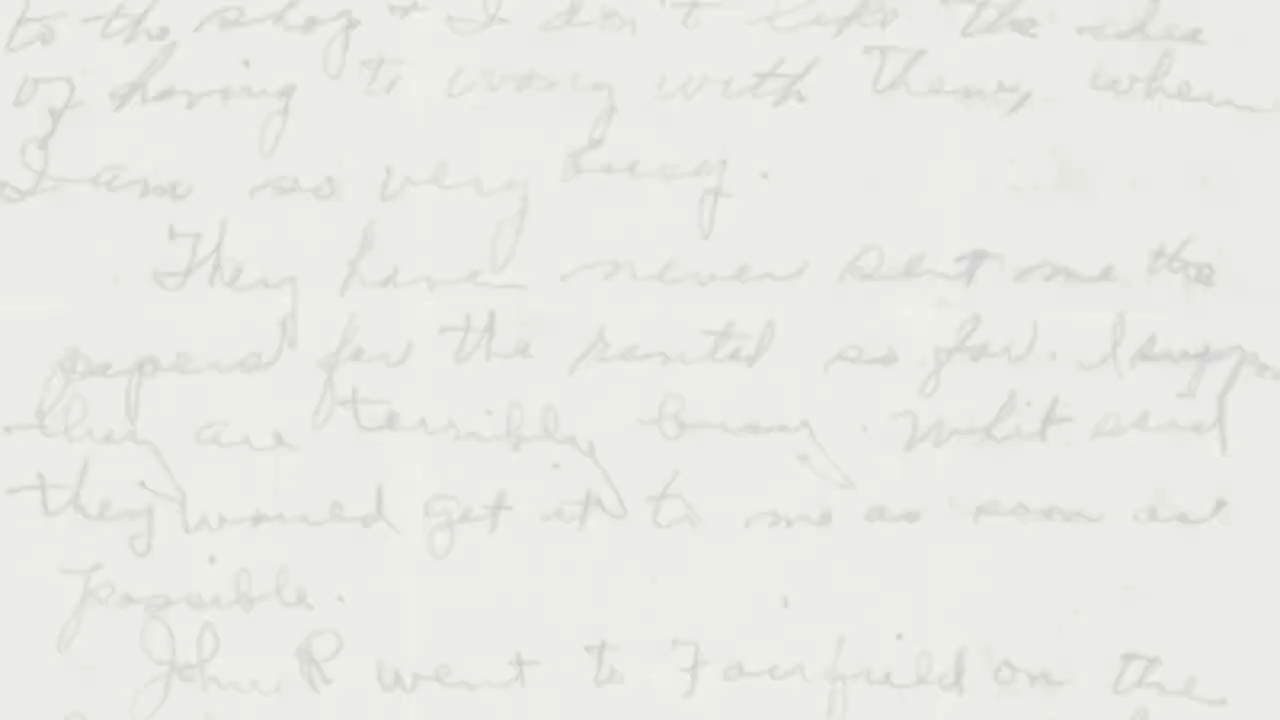 to the shop & I don't like the idea
of having to worry with them, when
I am so very busy.
They have never sent me the
papers for the rental so far. I
they are terribly busy. Whit said
they would get it to me as soon as
possible.
John R went to Fairfield on the